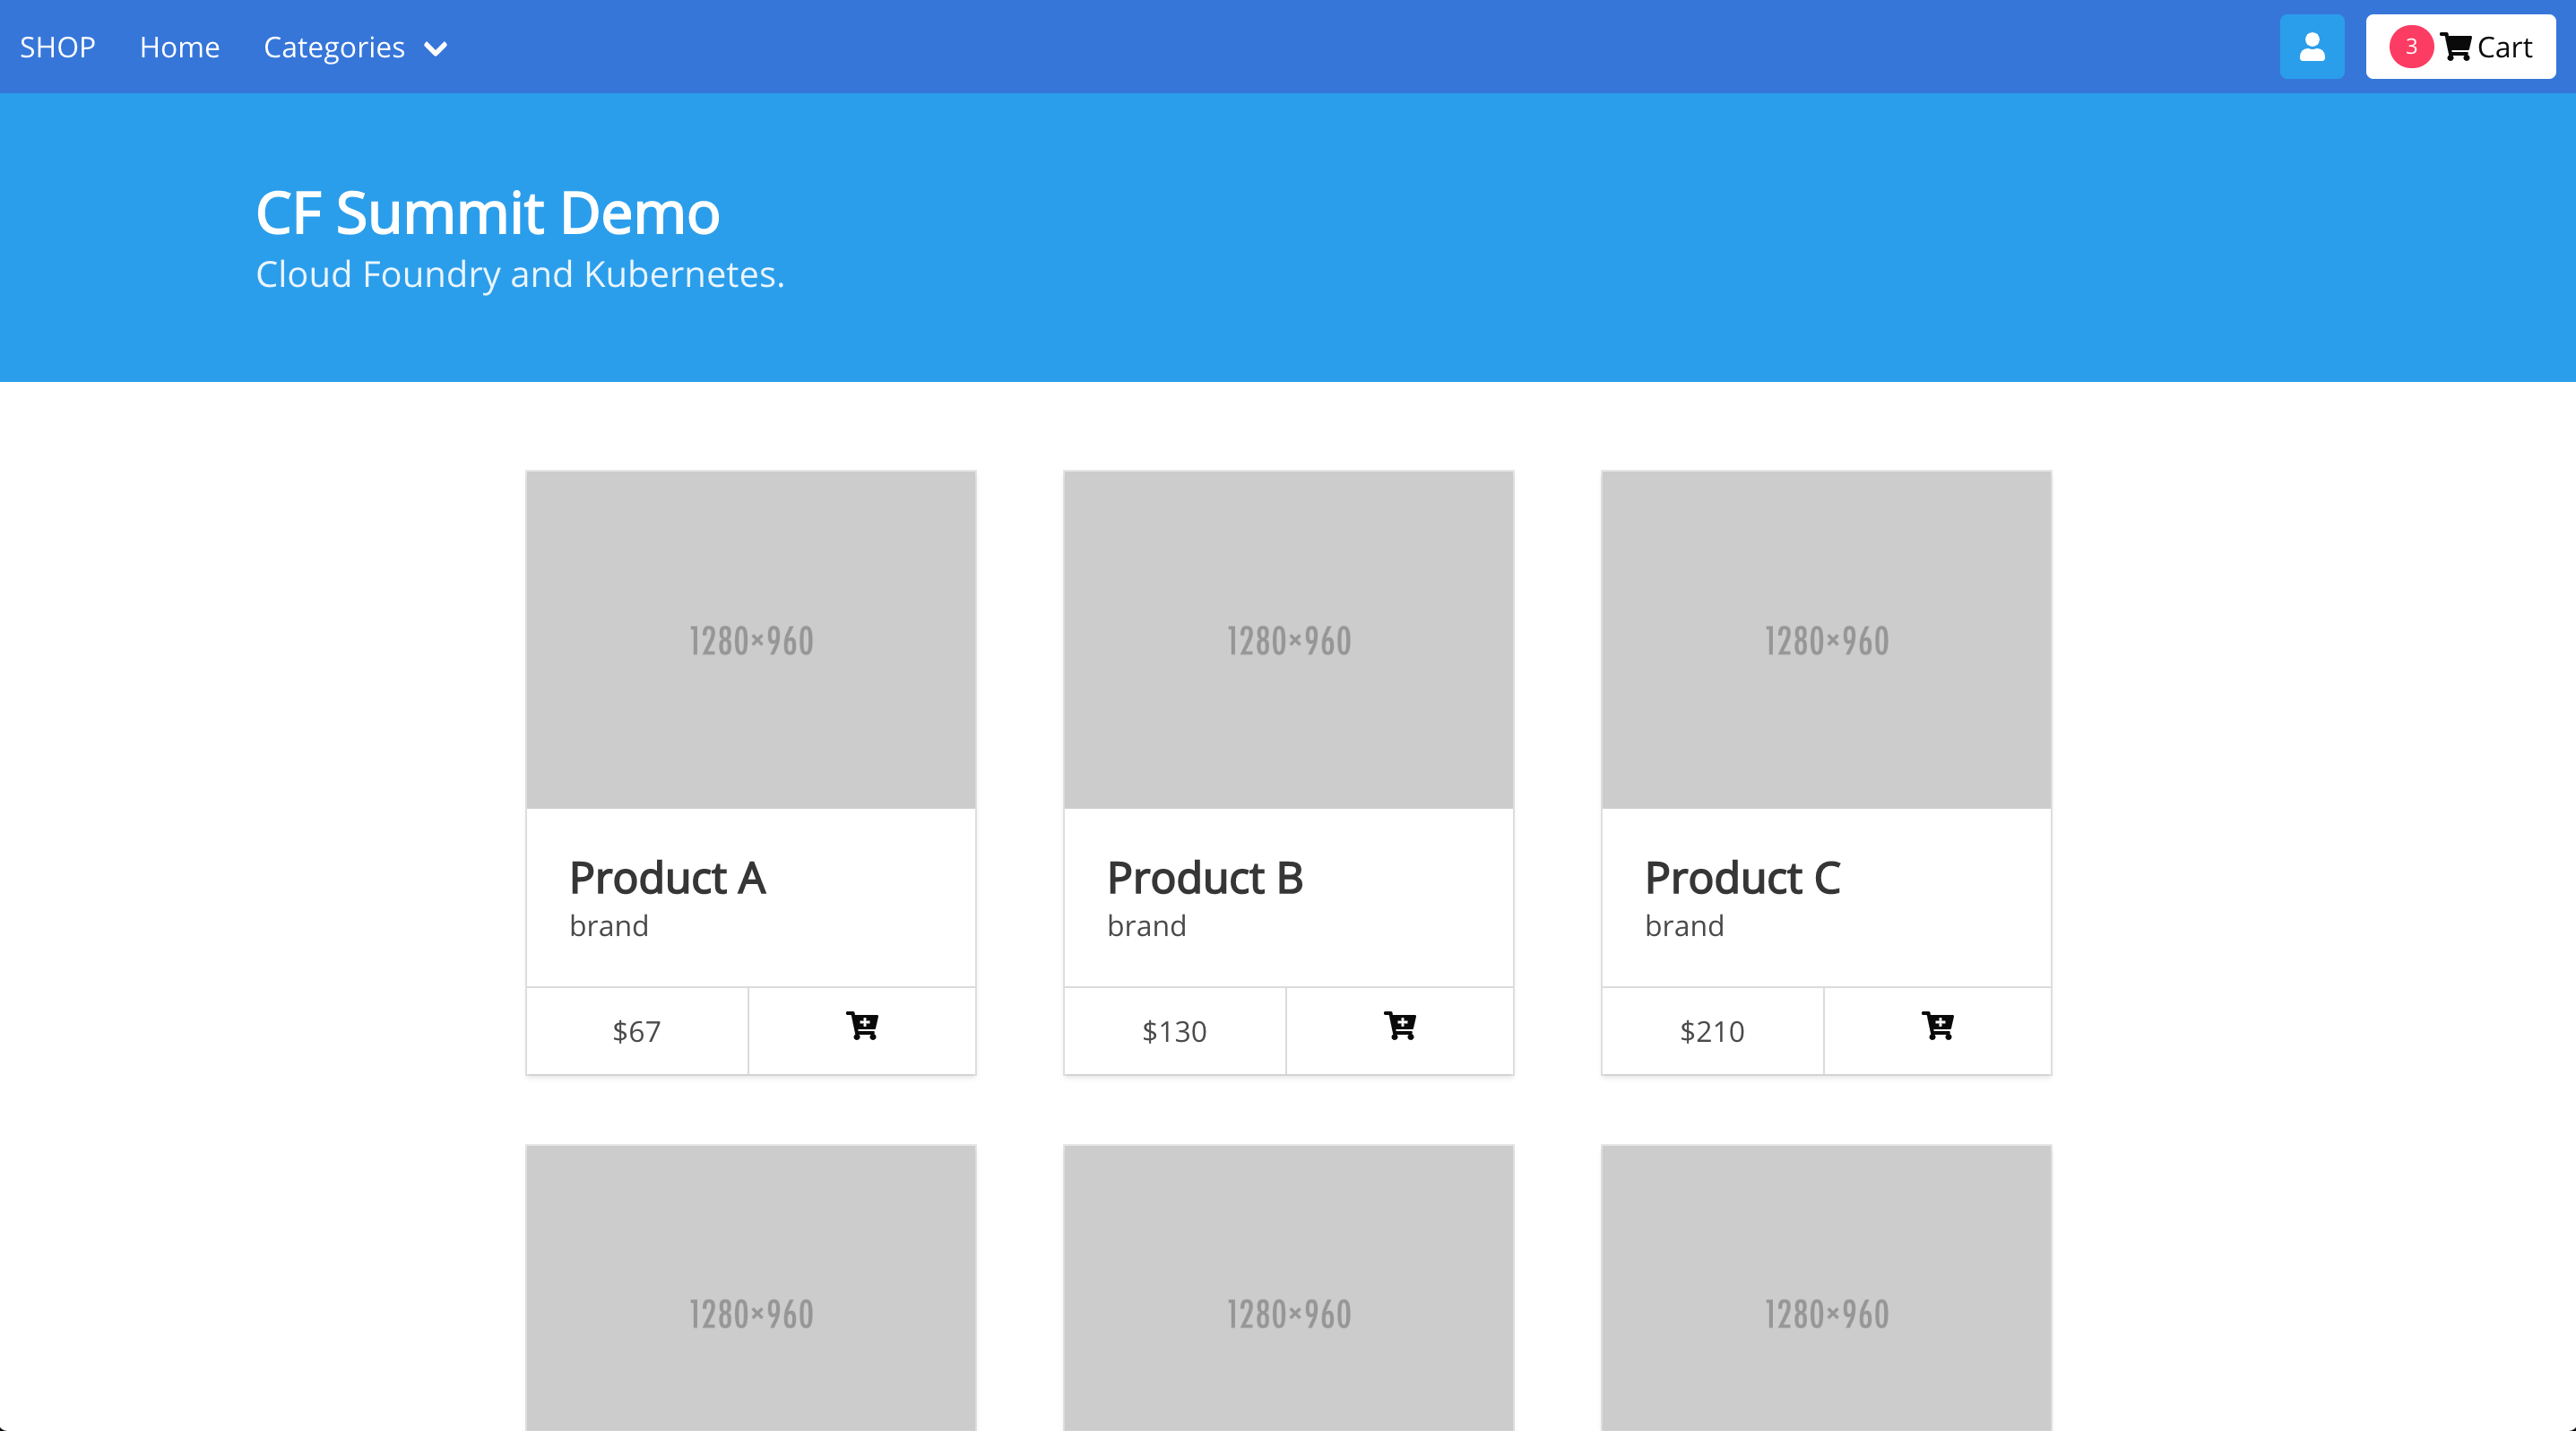 SHOP Home Categories 3 Cart
CF Summit Demo
Cloud Foundry and Kubernetes.
1280×960 1280×960 1280×960
Product A Product B Product C
brand brand brand
$67 $130 $210
1280×960 1280×960 1280×960